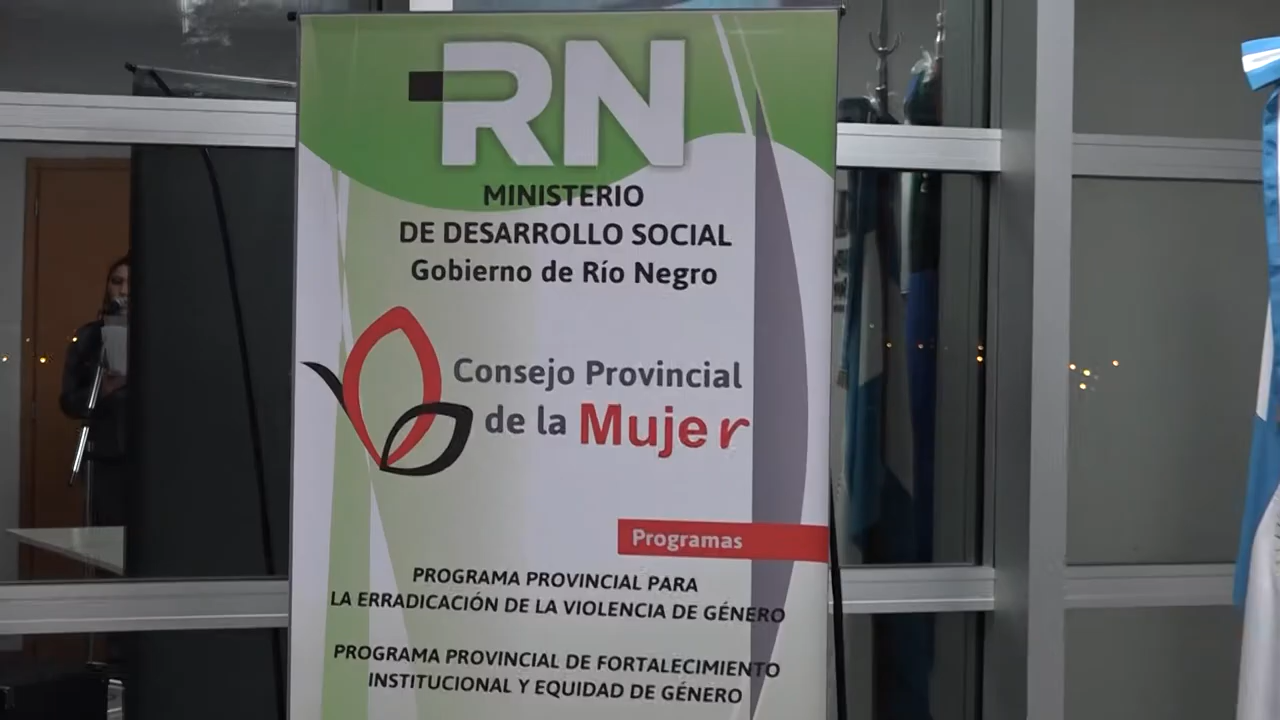 RN
MINISTERIO
DE DESARROLLO SOCIAL
Gobierno de Río Negro
Consejo Provincial
de la Mujer
Programas
PROGRAMA PROVINCIAL PARA
LA ERRADICACIÓN DE LA VIOLENCIA DE GÉNERO
PROGRAMA PROVINCIAL DE FORTALECIMIENTO
INSTITUCIONAL Y EQUIDAD DE GÉNERO